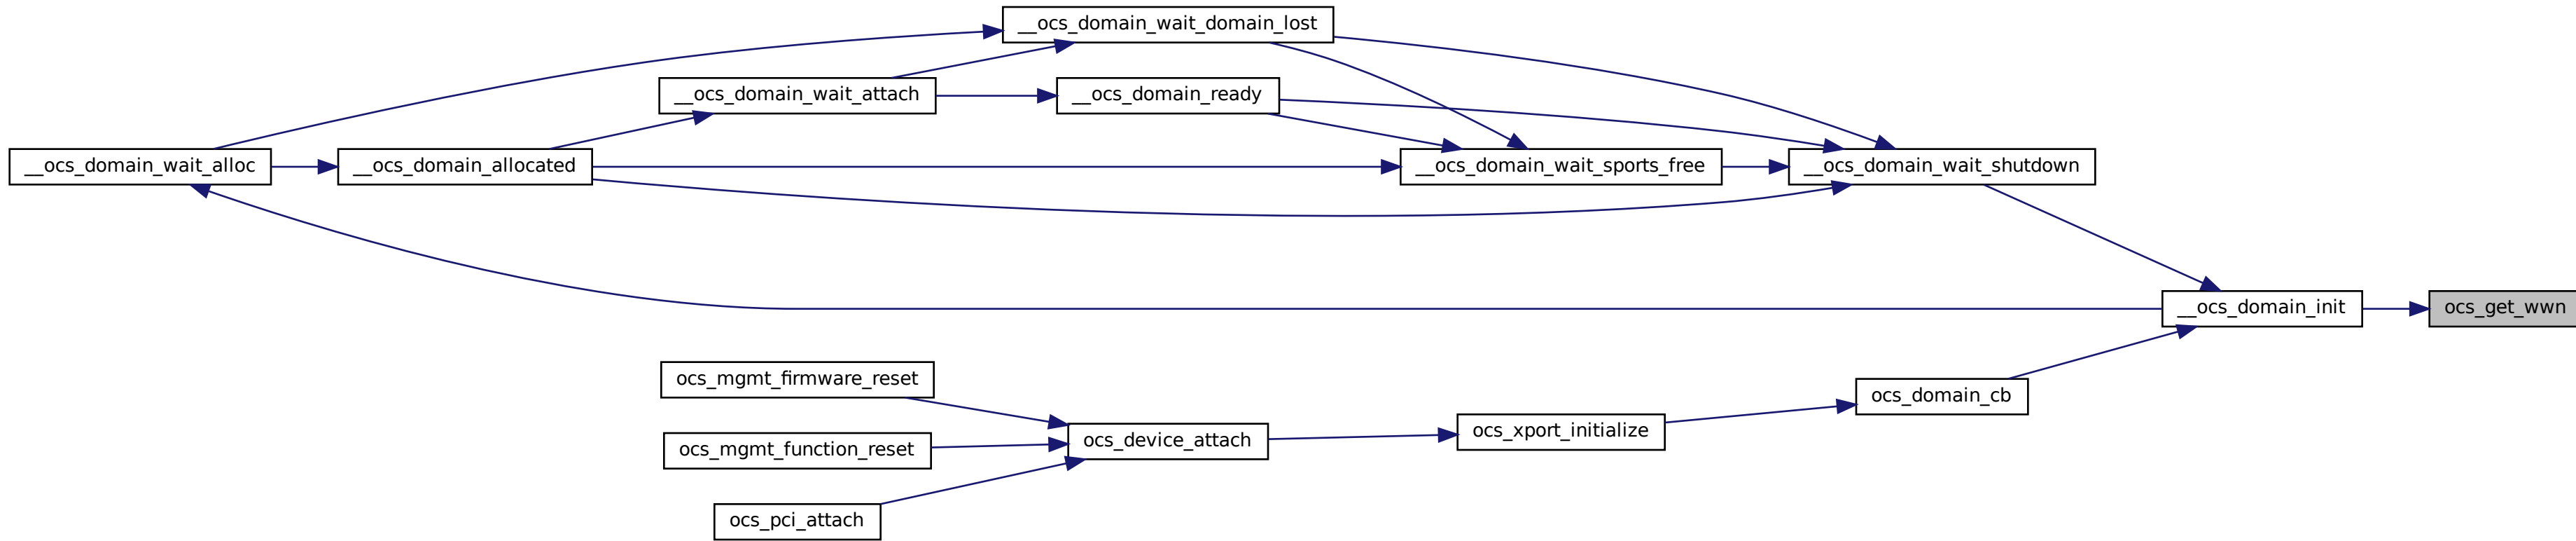 __ocs_domain_wait_domain_lost
__ocs_domain_wait_attach
__ocs_domain_ready
__ocs_domain_wait_alloc
__ocs_domain_allocated
__ocs_domain_wait_sports_free
__ocs_domain_wait_shutdown
__ocs_domain_init
ocs_get_wwn
ocs_mgmt_firmware_reset
ocs_domain_cb
ocs_xport_initialize
ocs_device_attach
ocs_mgmt_function_reset
ocs_pci_attach